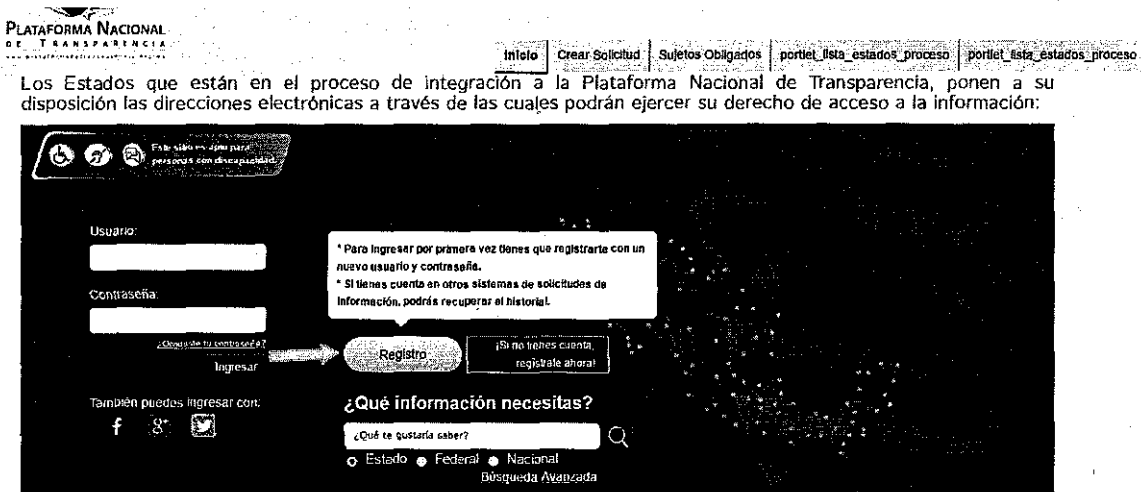 PLATAFORMA NACIONAL
DE TRANSPARENCIA
Inicio Crear Solicitud Sujetos Obligados portlet_lista_estados_proceso portlet_lista_estados_proceso
Los Estados que están en el proceso de integración a la Plataforma Nacional de Transparencia, ponen a su
disposición las direcciones electrónicas a través de las cuales podrán ejercer su derecho de acceso a la información:
Este sitio es apto para
personas con discapacidad.
Usuario:
Contraseña:
¿Olvidaste tu contraseña?
Ingresar
También puedes ingresar con:
* Para ingresar por primera vez tienes que registrarte con un
nuevo usuario y contraseña.
* Si tienes cuenta en otros sistemas de solicitudes de
información, podrás recuperar el historial.
Registro
¡Si no tienes cuenta,
regístrate ahora!
¿Qué información necesitas?
¿Qué te gustaría saber?
Estado Federal Nacional
Búsqueda Avanzada